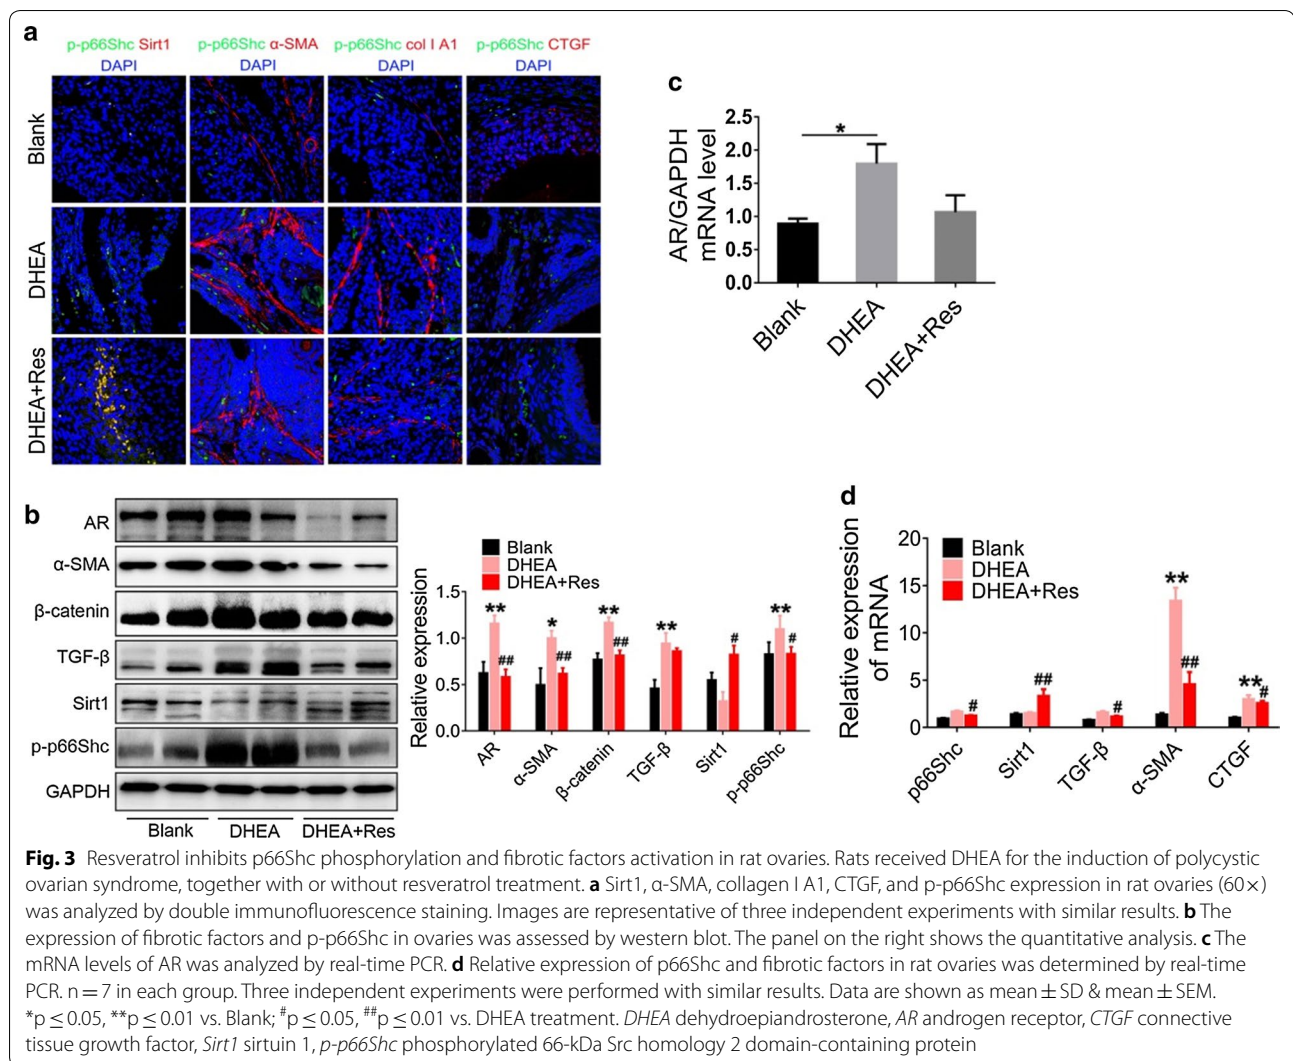 a
p-p66Shc Sirt1 p-p66Shc α-SMA p-p66Shc col I A1 p-p66Shc CTGF
DAPI DAPI DAPI DAPI
Blank
DHEA
DHEA+Res
c
AR/GAPDH
mRNA level
2.5
2.0
1.5
1.0
0.5
0.0
*
Blank
DHEA
DHEA+Res
b
AR
α-SMA
β-catenin
TGF-β
Sirt1
p-p66Shc
GAPDH
Blank DHEA DHEA+Res
Blank
DHEA
DHEA+Res
Relative expression
1.5
1.0
0.5
0.0
** ## * ## ** ## ** # ** #
AR α-SMA β-catenin TGF-β Sirt1 p-p66Shc
d
Relative expression
of mRNA
20
15
10
5
0
Blank
DHEA
DHEA+Res
# ## # ** ## ** #
p66Shc Sirt1 TGF-β α-SMA CTGF
Fig. 3 Resveratrol inhibits p66Shc phosphorylation and fibrotic factors activation in rat ovaries. Rats received DHEA for the induction of polycystic
ovarian syndrome, together with or without resveratrol treatment. a Sirt1, α-SMA, collagen I A1, CTGF, and p-p66Shc expression in rat ovaries (60×)
was analyzed by double immunofluorescence staining. Images are representative of three independent experiments with similar results. b The
expression of fibrotic factors and p-p66Shc in ovaries was assessed by western blot. The panel on the right shows the quantitative analysis. c The
mRNA levels of AR was analyzed by real-time PCR. d Relative expression of p66Shc and fibrotic factors in rat ovaries was determined by real-time
PCR. n = 7 in each group. Three independent experiments were performed with similar results. Data are shown as mean ± SD & mean ± SEM.
*p ≤ 0.05, **p ≤ 0.01 vs. Blank; #p ≤ 0.05, ##p ≤ 0.01 vs. DHEA treatment. DHEA dehydroepiandrosterone, AR androgen receptor, CTGF connective
tissue growth factor, Sirt1 sirtuin 1, p-p66Shc phosphorylated 66-kDa Src homology 2 domain-containing protein